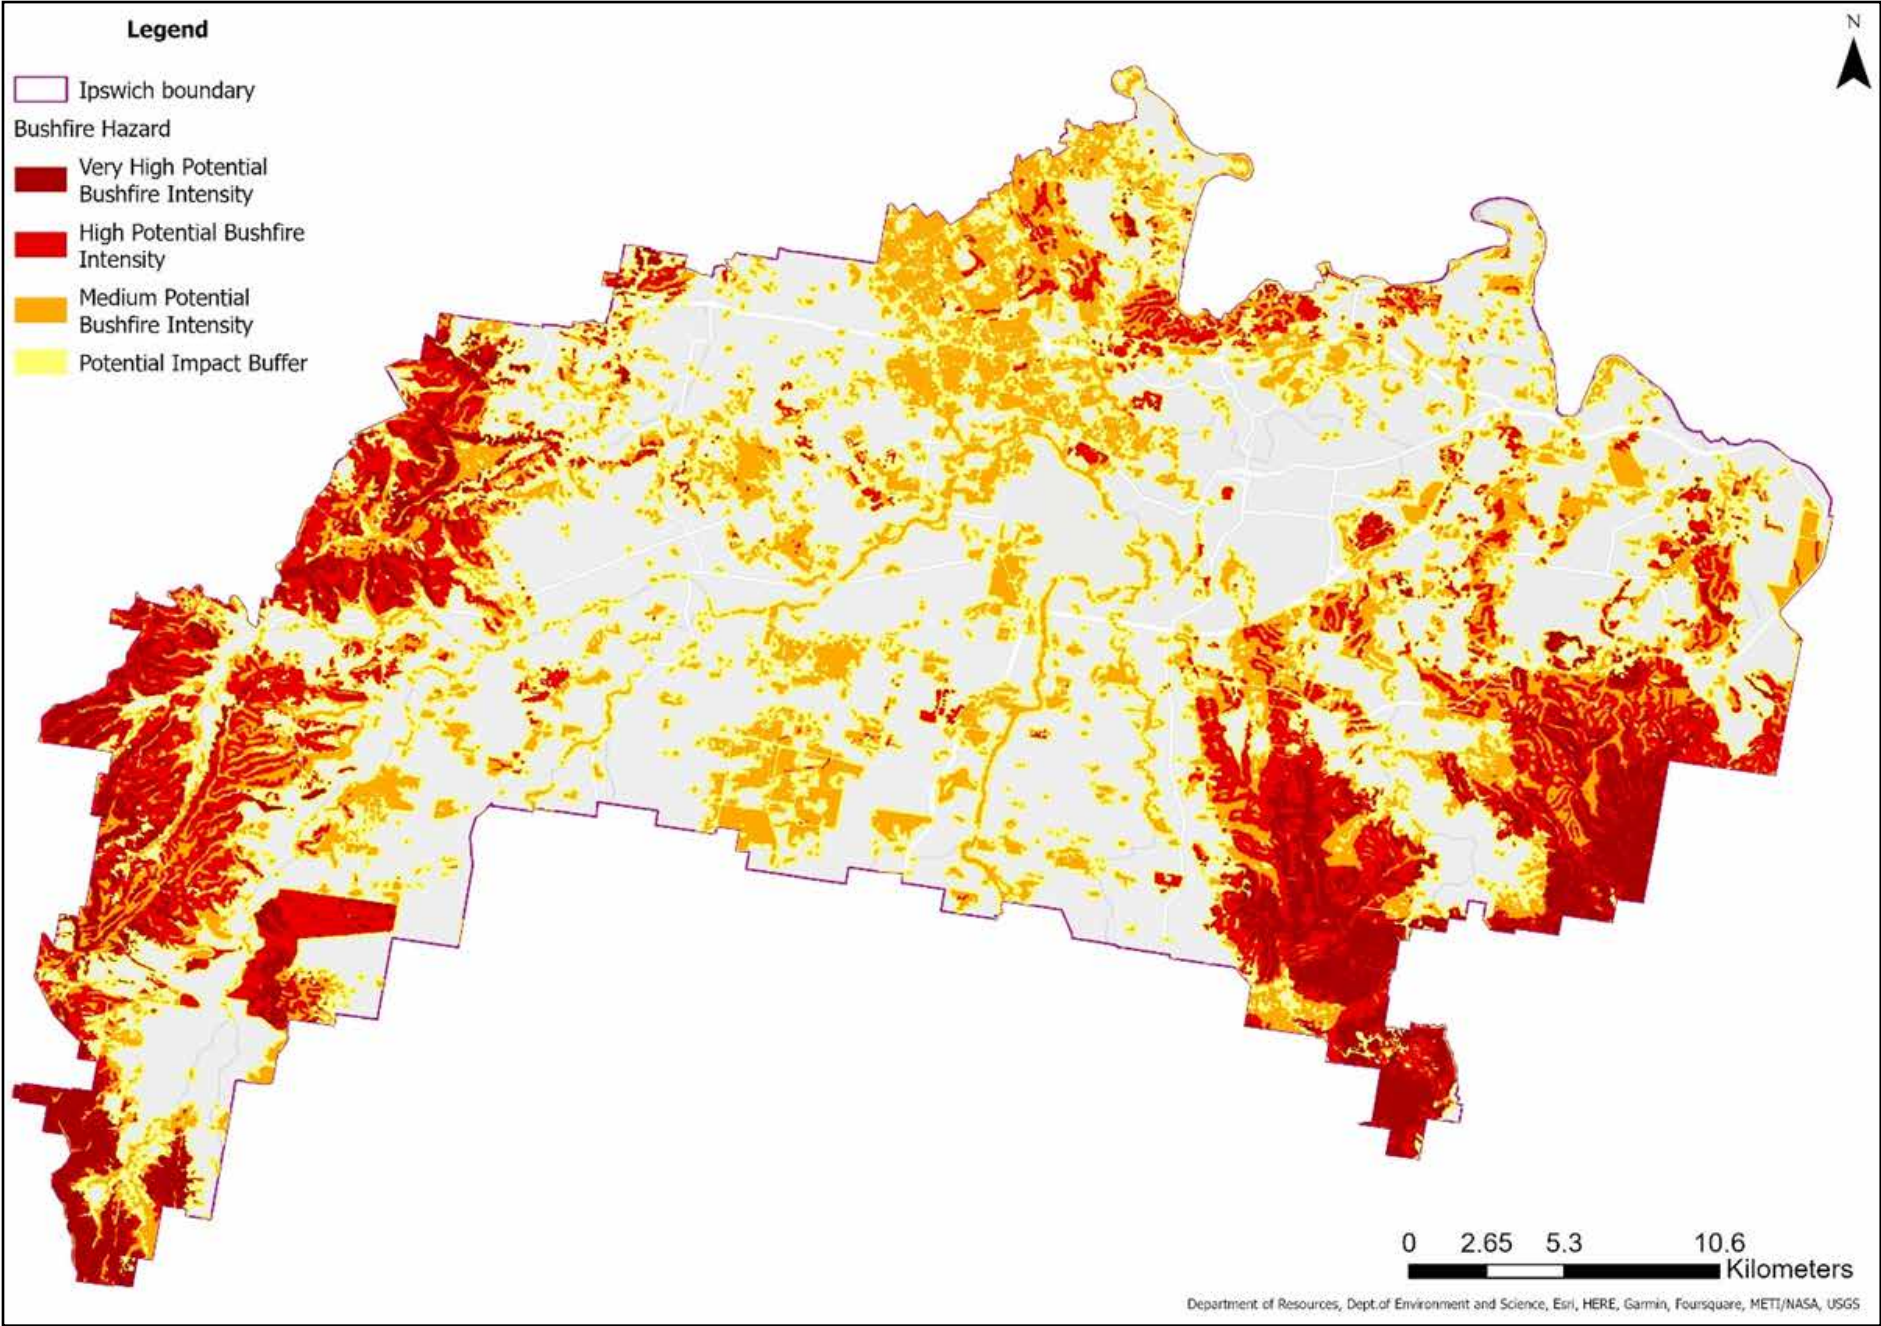 Legend
Ipswich boundary
Bushfire Hazard
Very High Potential
Bushfire Intensity
High Potential Bushfire
Intensity
Medium Potential
Bushfire Intensity
Potential Impact Buffer
N
0 2.65 5.3 10.6
Kilometers
Department of Resources, Dept.of Environment and Science, Esri, HERE, Garmin, Foursquare, METI/NASA, USGS